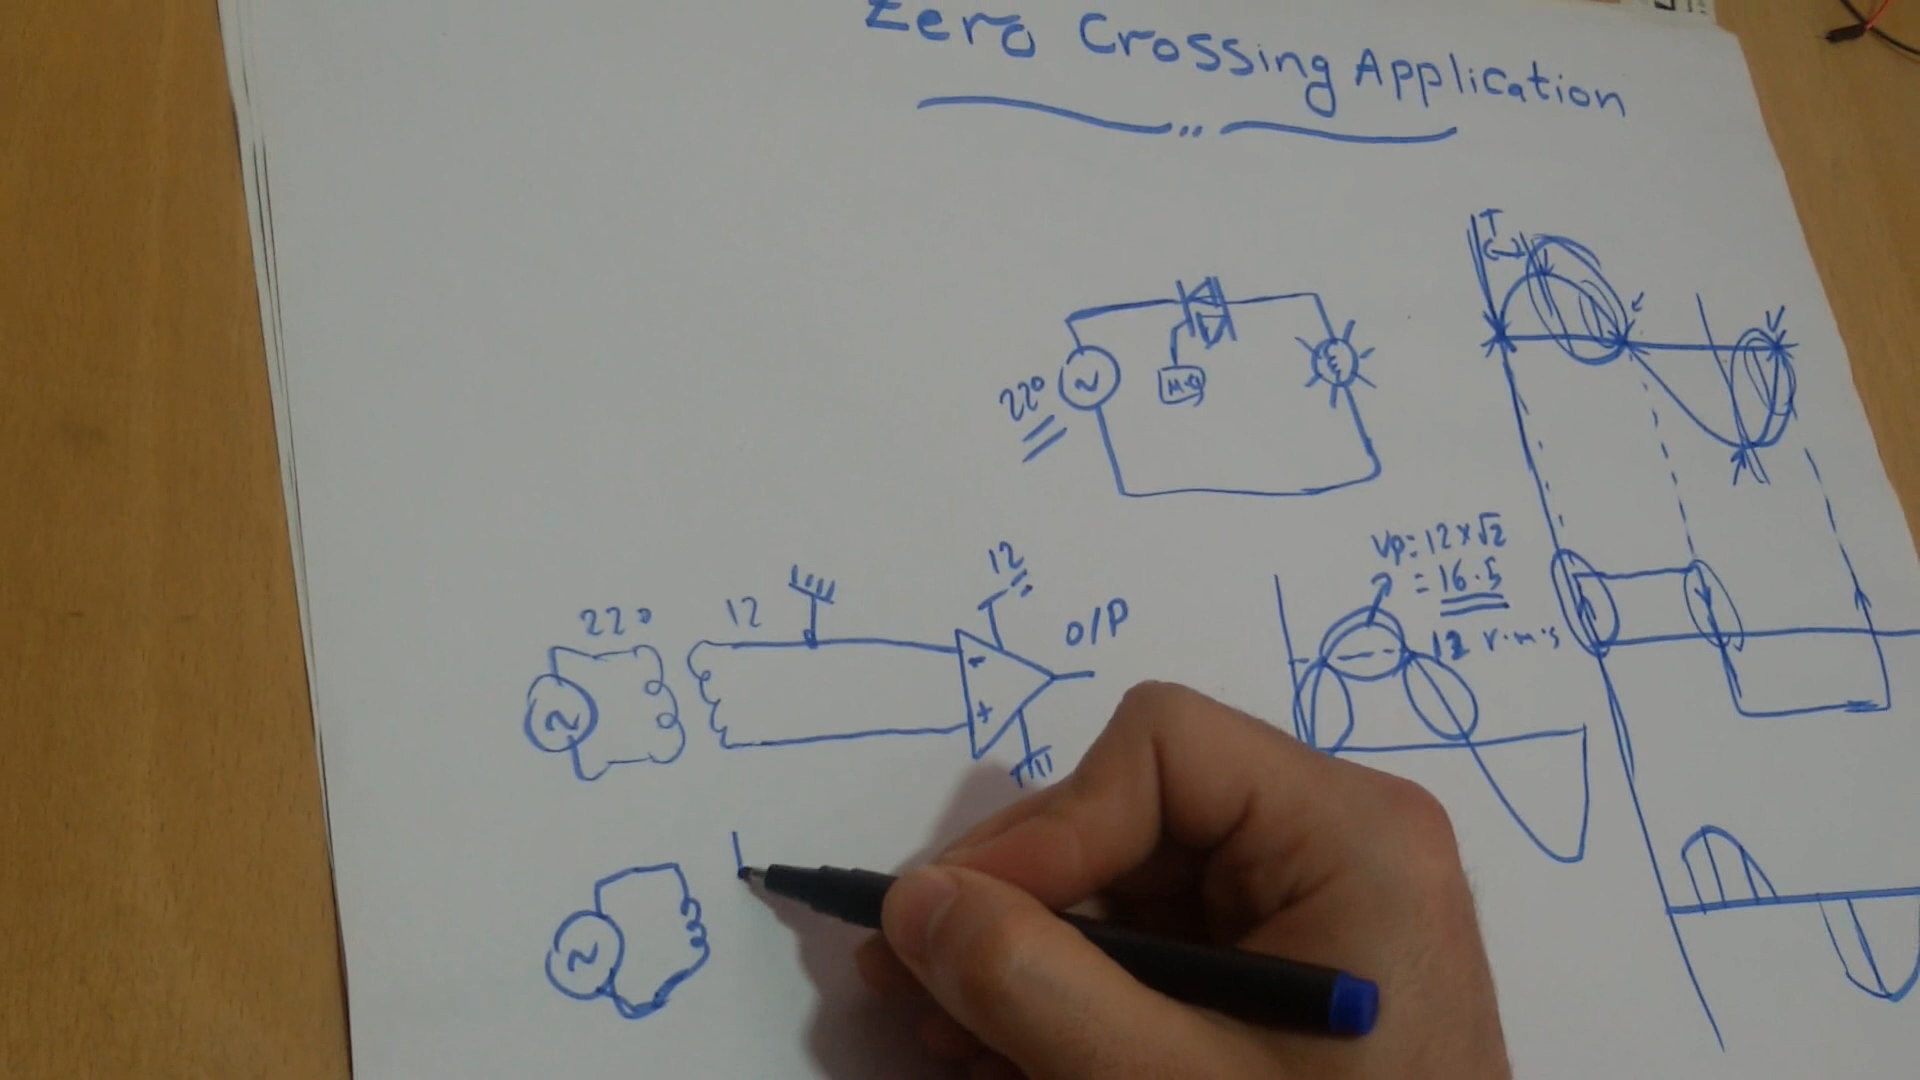 Zero Crossing Application
T
220
M.C
Vp = 12 × √2
= 16.5
12 r.m.s
12
220
12
O/P
-
+